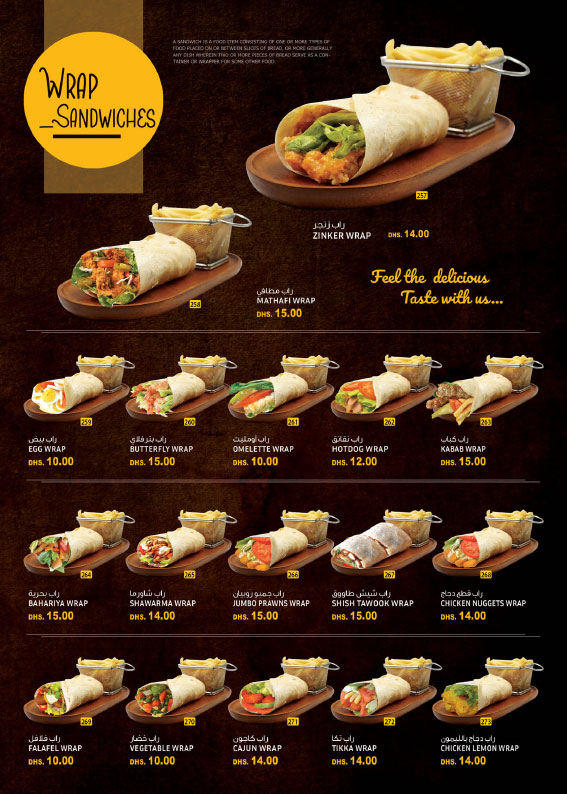 WRAP
SANDWICHES
A SANDWICH IS A FOOD ITEM CONSISTING OF ONE OR MORE TYPES OF
FOOD PLACED ON OR BETWEEN SLICES OF BREAD, OR MORE GENERALLY
ANY DISH WHEREIN TWO OR MORE PIECES OF BREAD SERVE AS A CON-
TAINER OR WRAPPER FOR SOME OTHER FOOD.
257
راب زنجر
ZINKER WRAP DHS. 14.00
258
راب مطافي
MATHAFI WRAP
DHS. 15.00
Feel the delicious
Taste with us...
259 260 261 262 263
راب بيض راب بترفلاي راب أومليت راب نقانق راب كباب
EGG WRAP BUTTERFLY WRAP OMELETTE WRAP HOTDOG WRAP KABAB WRAP
DHS. 10.00 DHS. 15.00 DHS. 10.00 DHS. 12.00 DHS. 15.00
264 265 266 267 268
راب بحرية راب شاورما راب جمبو روبيان راب شيش طاووق راب قطع دجاج
BAHARIYA WRAP SHAWARMA WRAP JUMBO PRAWNS WRAP SHISH TAWOOK WRAP CHICKEN NUGGETS WRAP
DHS. 15.00 DHS. 14.00 DHS. 15.00 DHS. 15.00 DHS. 14.00
269 270 271 272 273
راب فلافل راب خضار راب كاجون راب تكا راب دجاج بالليمون
FALAFEL WRAP VEGETABLE WRAP CAJUN WRAP TIKKA WRAP CHICKEN LEMON WRAP
DHS. 10.00 DHS. 10.00 DHS. 14.00 DHS. 14.00 DHS. 14.00